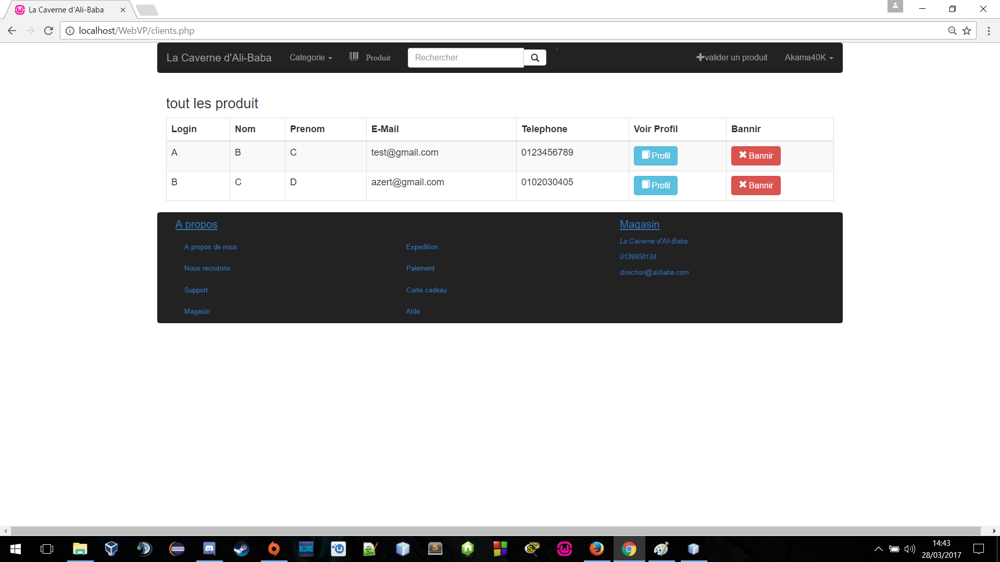 La Caverne d'Ali-Baba
localhost/WebVP/clients.php
La Caverne d'Ali-Baba Categorie Produit Rechercher valider un produit Akama40K
tout les produit
Login Nom Prenom E-Mail Telephone Voir Profil Bannir
A B C test@gmail.com 0123456789 Profil Bannir
B C D azert@gmail.com 0102030405 Profil Bannir
A propos Magasin
La Caverne d'Ali-Baba
A propos de nous Expedition
0139950134
Nous recrutons Paiement
direction@alibaba.com
Support Carte cadeau
Magasin Aide
BLIZZARD
14:43
28/03/2017